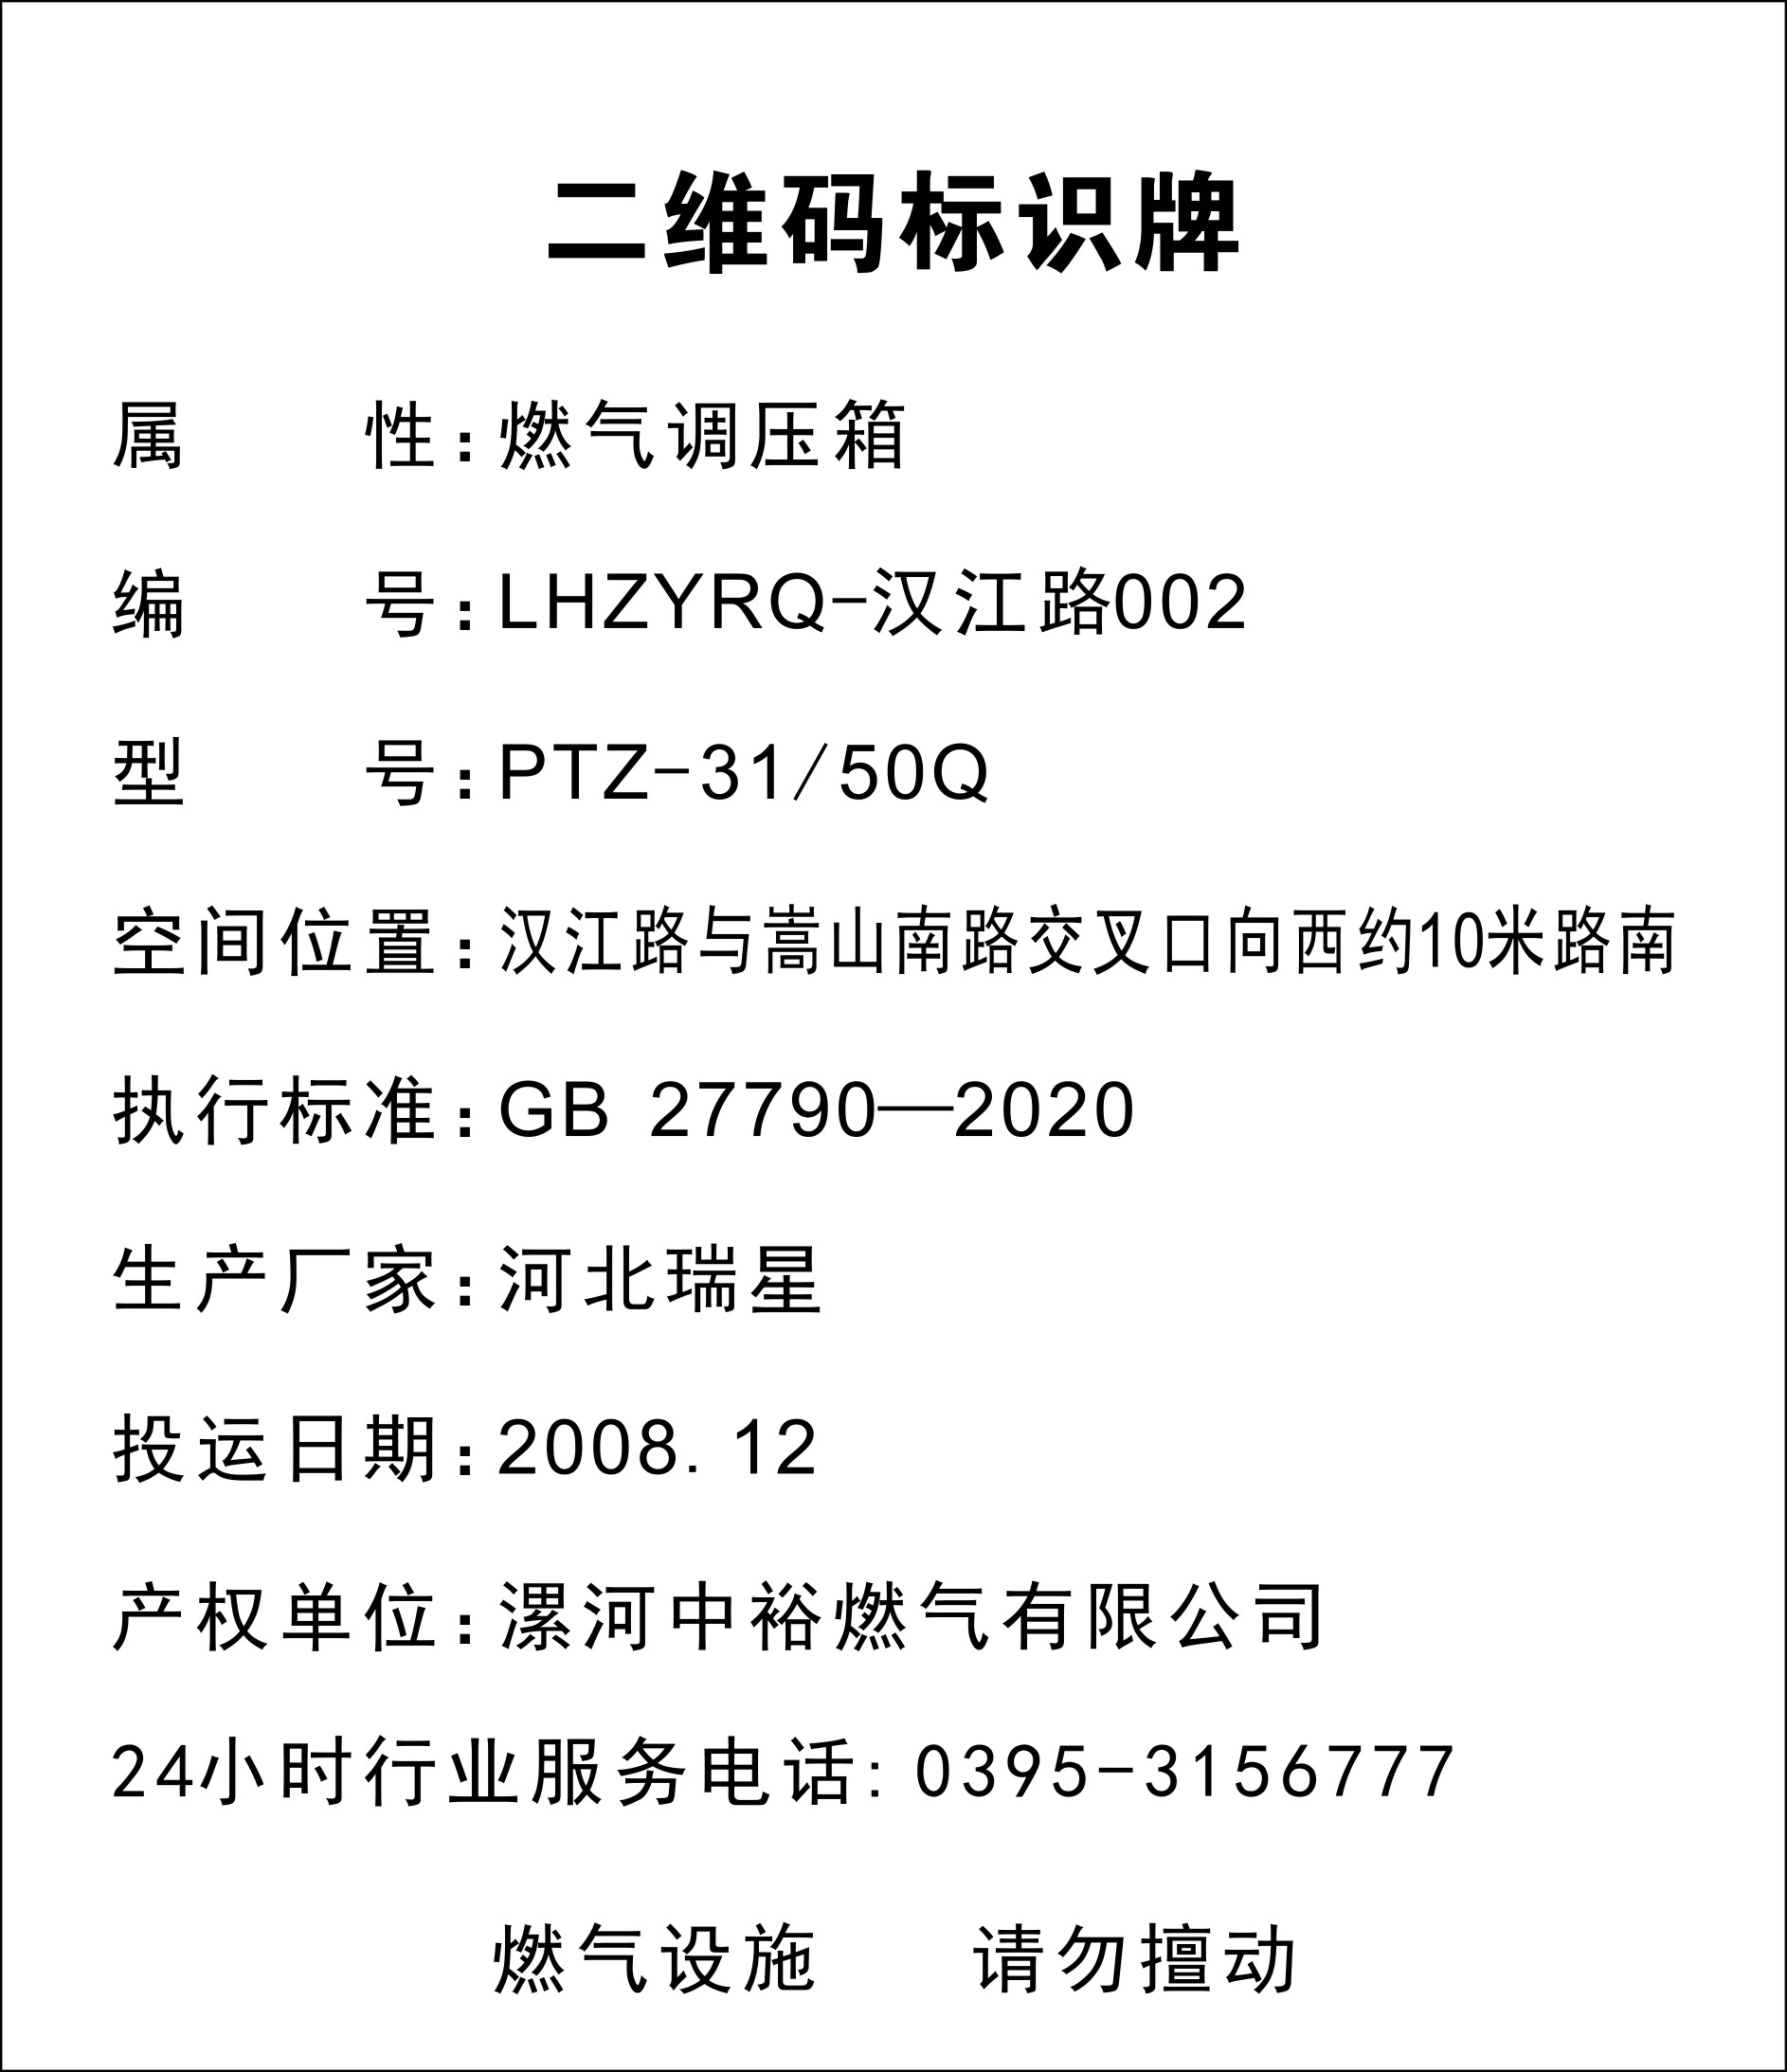 二维码标识牌
属 性:燃气调压箱
编 号:LHZYRQ-汉江路002
型 号:PTZ-31/50Q
空间位置:汉江路与嵩山南路交叉口向西约10米路南
执行标准:GB 27790—2020
生产厂家:河北瑞星
投运日期:2008.12
产权单位:漯河中裕燃气有限公司
24小时行业服务电话:0395-3156777
燃气设施 请勿擅动